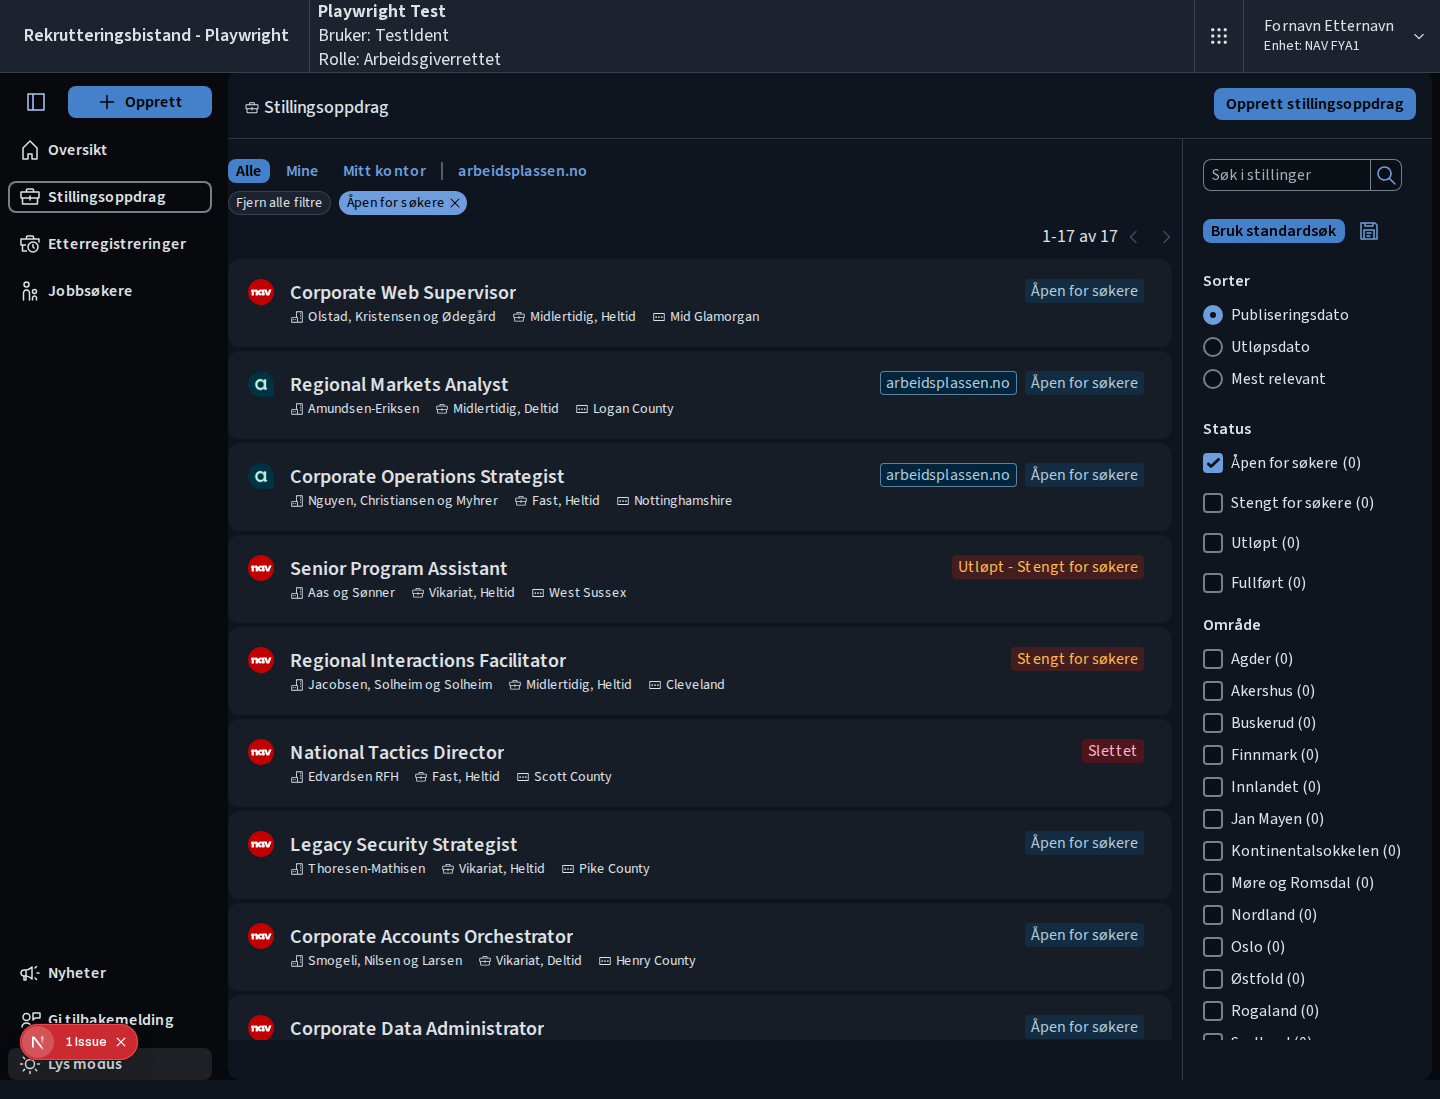 Rekrutteringsbistand - Playwright
Playwright Test
Bruker: TestIdent
Rolle: Arbeidsgiverrettet
Fornavn Etternavn
Enhet: NAV FYA1
Opprett
Oversikt
Stillingsoppdrag
Etterregistreringer
Jobbsøkere
Nyheter
Gi tilbakemelding
N 1 Issue
Lys modus
Stillingsoppdrag
Opprett stillingsoppdrag
Alle Mine Mitt kontor arbeidsplassen.no
Fjern alle filtre Åpen for søkere
1-17 av 17
nav Corporate Web Supervisor Åpen for søkere
Olstad, Kristensen og Ødegård Midlertidig, Heltid Mid Glamorgan
a Regional Markets Analyst arbeidsplassen.no Åpen for søkere
Amundsen-Eriksen Midlertidig, Deltid Logan County
a Corporate Operations Strategist arbeidsplassen.no Åpen for søkere
Nguyen, Christiansen og Myhrer Fast, Heltid Nottinghamshire
nav Senior Program Assistant Utløpt - Stengt for søkere
Aas og Sønner Vikariat, Heltid West Sussex
nav Regional Interactions Facilitator Stengt for søkere
Jacobsen, Solheim og Solheim Midlertidig, Heltid Cleveland
nav National Tactics Director Slettet
Edvardsen RFH Fast, Heltid Scott County
nav Legacy Security Strategist Åpen for søkere
Thoresen-Mathisen Vikariat, Heltid Pike County
nav Corporate Accounts Orchestrator Åpen for søkere
Smogeli, Nilsen og Larsen Vikariat, Deltid Henry County
nav Corporate Data Administrator Åpen for søkere
Søk i stillinger
Bruk standardsøk
Sorter
Publiseringsdato
Utløpsdato
Mest relevant
Status
Åpen for søkere (0)
Stengt for søkere (0)
Utløpt (0)
Fullført (0)
Område
Agder (0)
Akershus (0)
Buskerud (0)
Finnmark (0)
Innlandet (0)
Jan Mayen (0)
Kontinentalsokkelen (0)
Møre og Romsdal (0)
Nordland (0)
Oslo (0)
Østfold (0)
Rogaland (0)